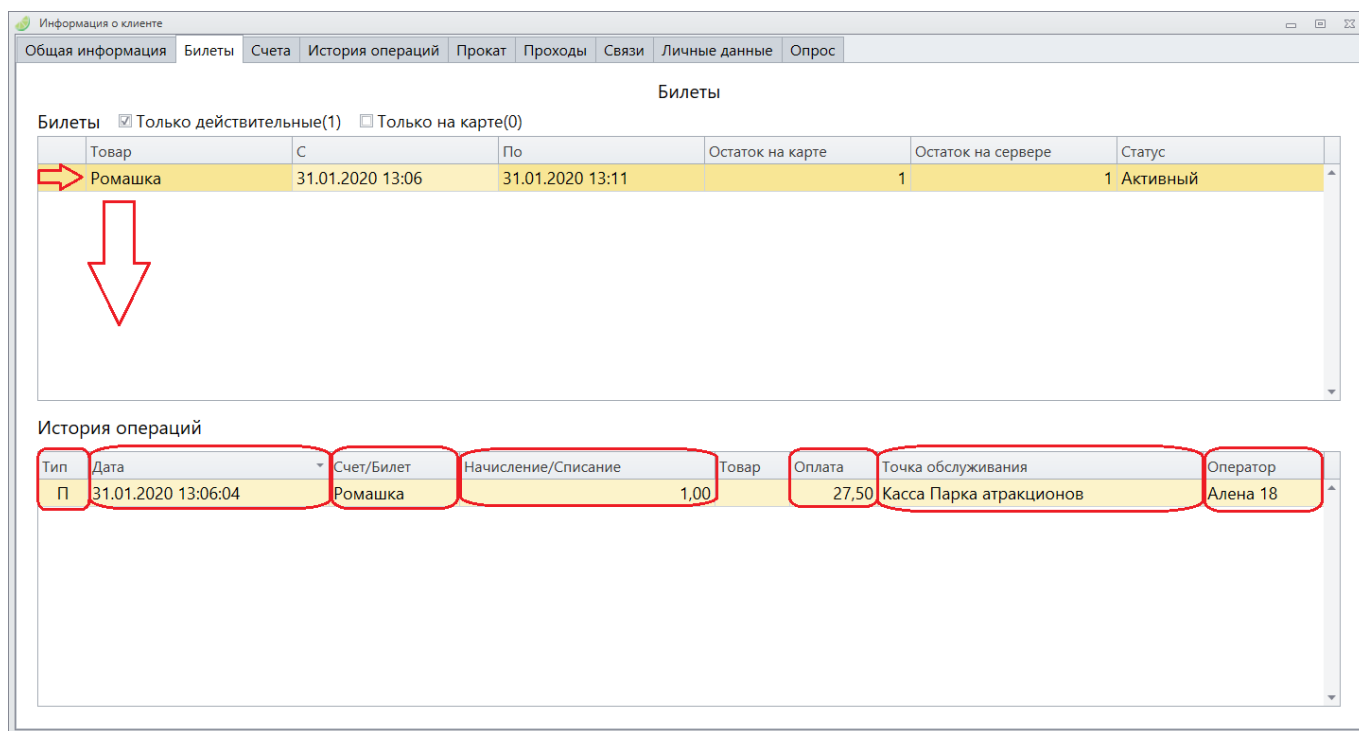 Информация о клиенте
Общая информация Билеты Счета История операций Прокат Проходы Связи Личные данные Опрос
Билеты
Билеты Только действительные(1) Только на карте(0)
Товар С По Остаток на карте Остаток на сервере Статус
Ромашка 31.01.2020 13:06 31.01.2020 13:11 1 1 Активный
История операций
Тип Дата Счет/Билет Начисление/Списание Товар Оплата Точка обслуживания Оператор
П 31.01.2020 13:06:04 Ромашка 1,00 27,50 Касса Парка атракционов Алена 18